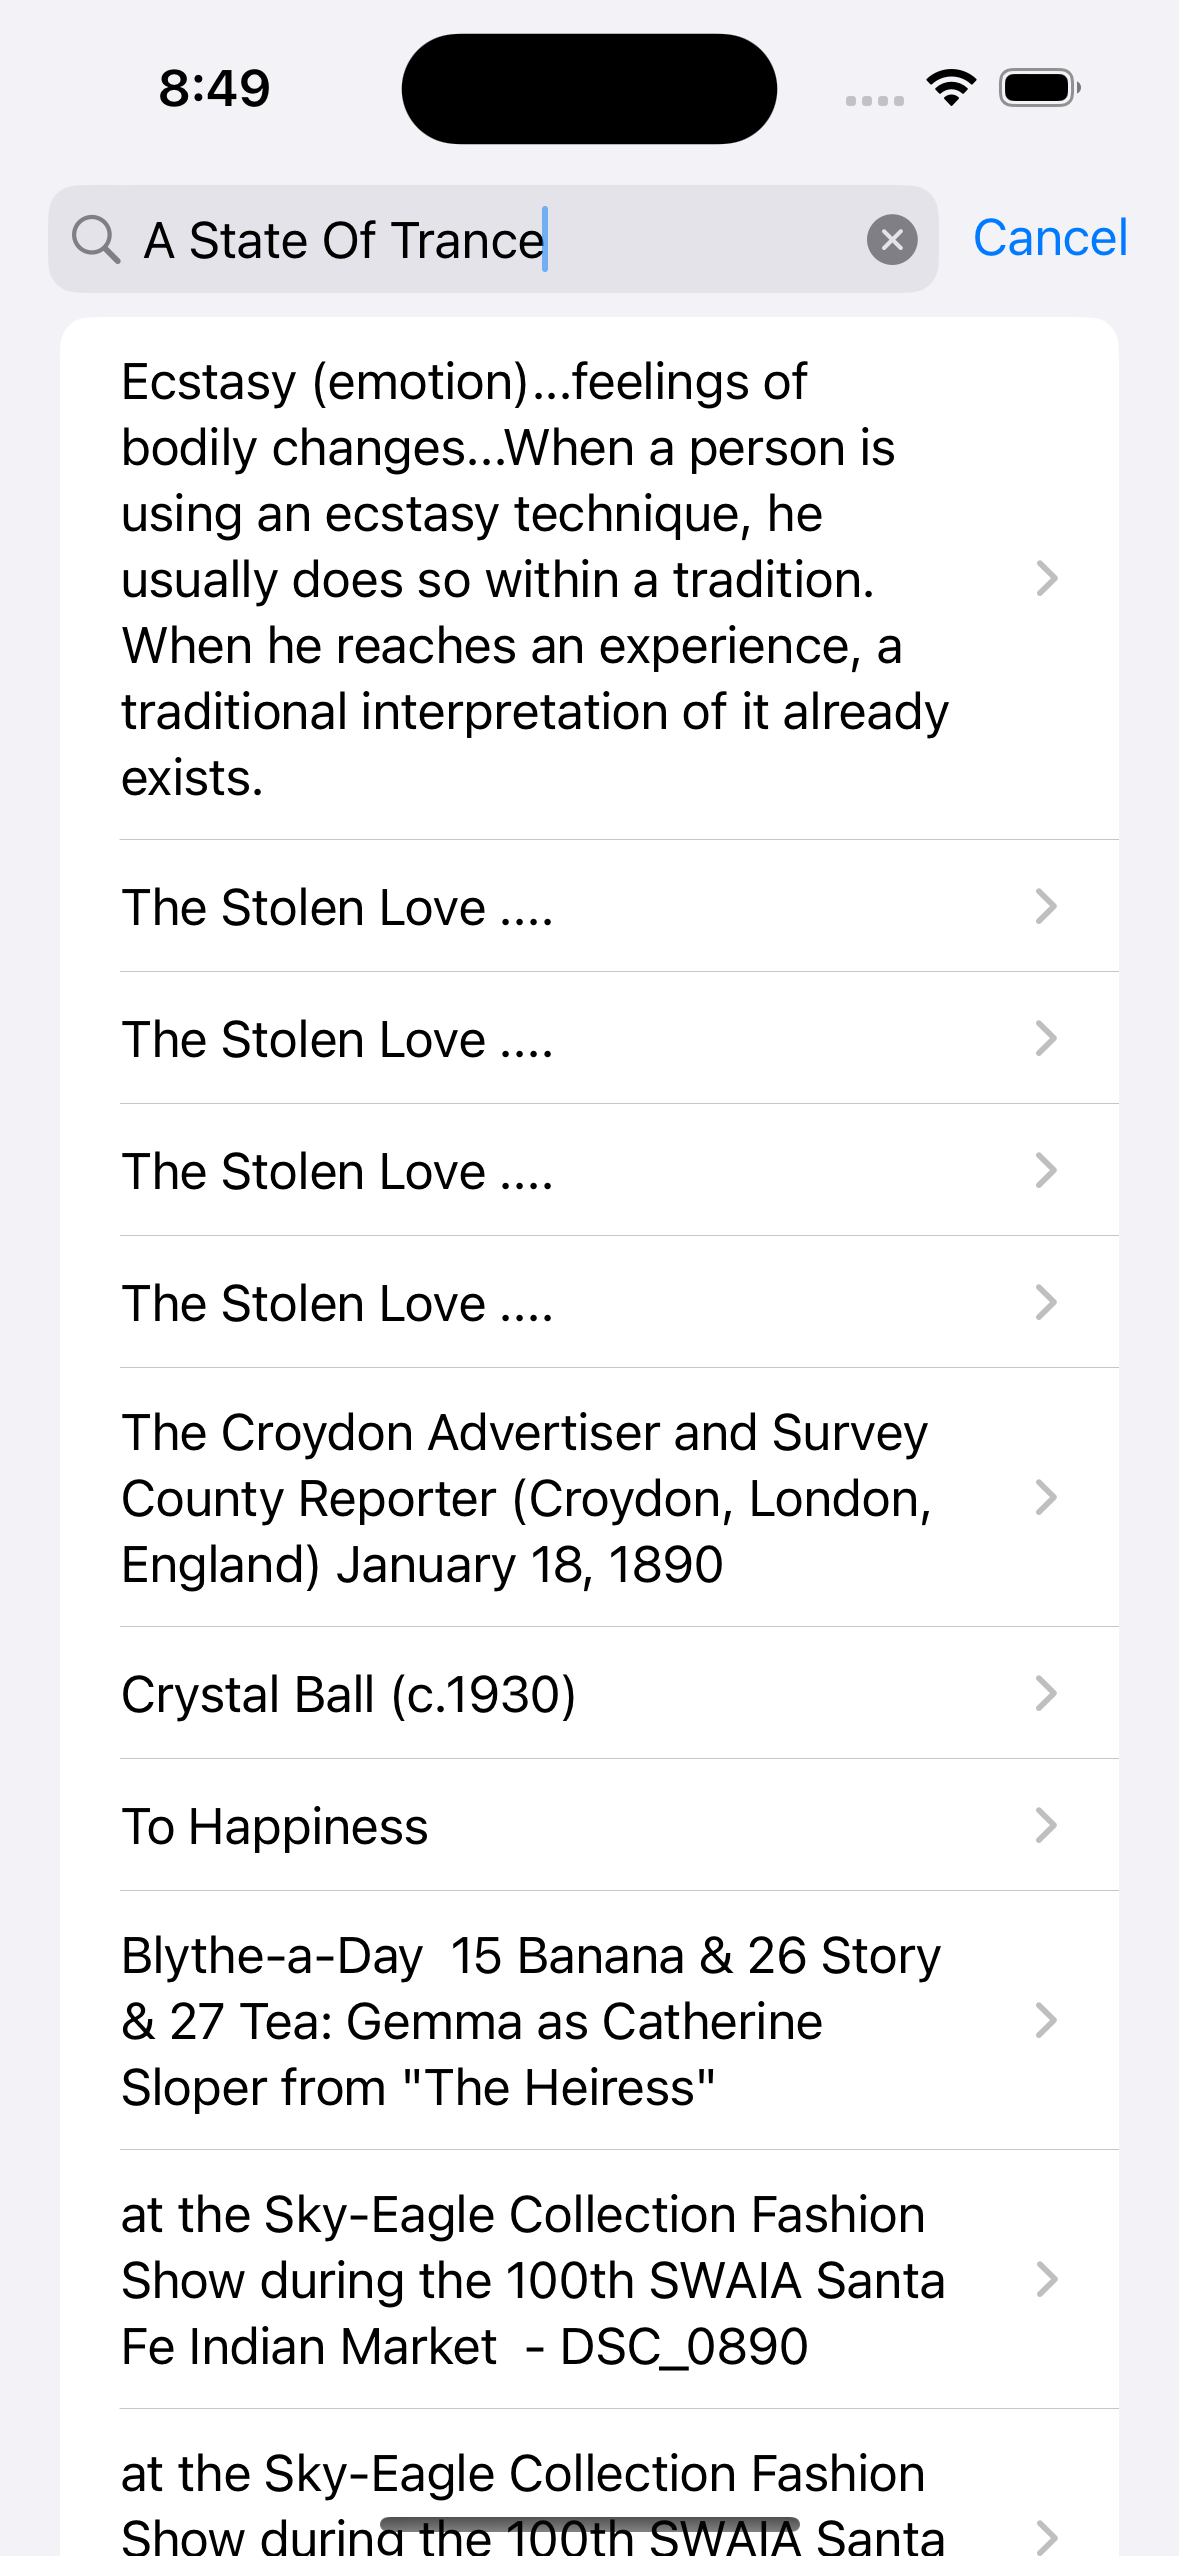 8:49
A State Of Trance
Cancel
Ecstasy (emotion)...feelings of
bodily changes...When a person is
using an ecstasy technique, he
usually does so within a tradition.
When he reaches an experience, a
traditional interpretation of it already
exists.
The Stolen Love ....
The Stolen Love ....
The Stolen Love ....
The Stolen Love ....
The Croydon Advertiser and Survey
County Reporter (Croydon, London,
England) January 18, 1890
Crystal Ball (c.1930)
To Happiness
Blythe-a-Day  15 Banana & 26 Story
& 27 Tea: Gemma as Catherine
Sloper from "The Heiress"
at the Sky-Eagle Collection Fashion
Show during the 100th SWAIA Santa
Fe Indian Market  - DSC_0890
at the Sky-Eagle Collection Fashion
Show during the 100th SWAIA Santa